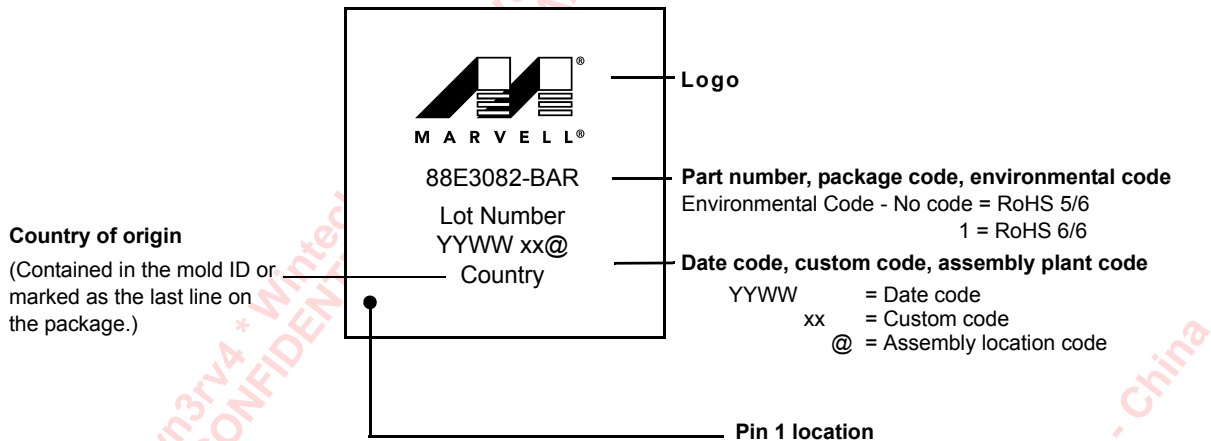 MARVELL®
®
88E3082-BAR
Lot Number
YYWW xx@
Country
Logo
Part number, package code, environmental code
Environmental Code - No code = RoHS 5/6
1 = RoHS 6/6
Date code, custom code, assembly plant code
YYWW = Date code
xx = Custom code
@ = Assembly location code
Country of origin
(Contained in the mold ID or
marked as the last line on
the package.)
Pin 1 location
- China